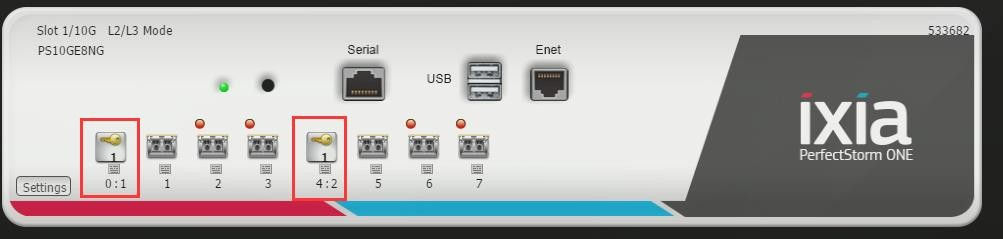 Slot 1/10G L2/L3 Mode
533682
PS10GE8NG
Serial
Enet
USB
ixia
PerfectStorm ONE
1
1
Settings
0:1
1
2
3
4:2
5
6
7